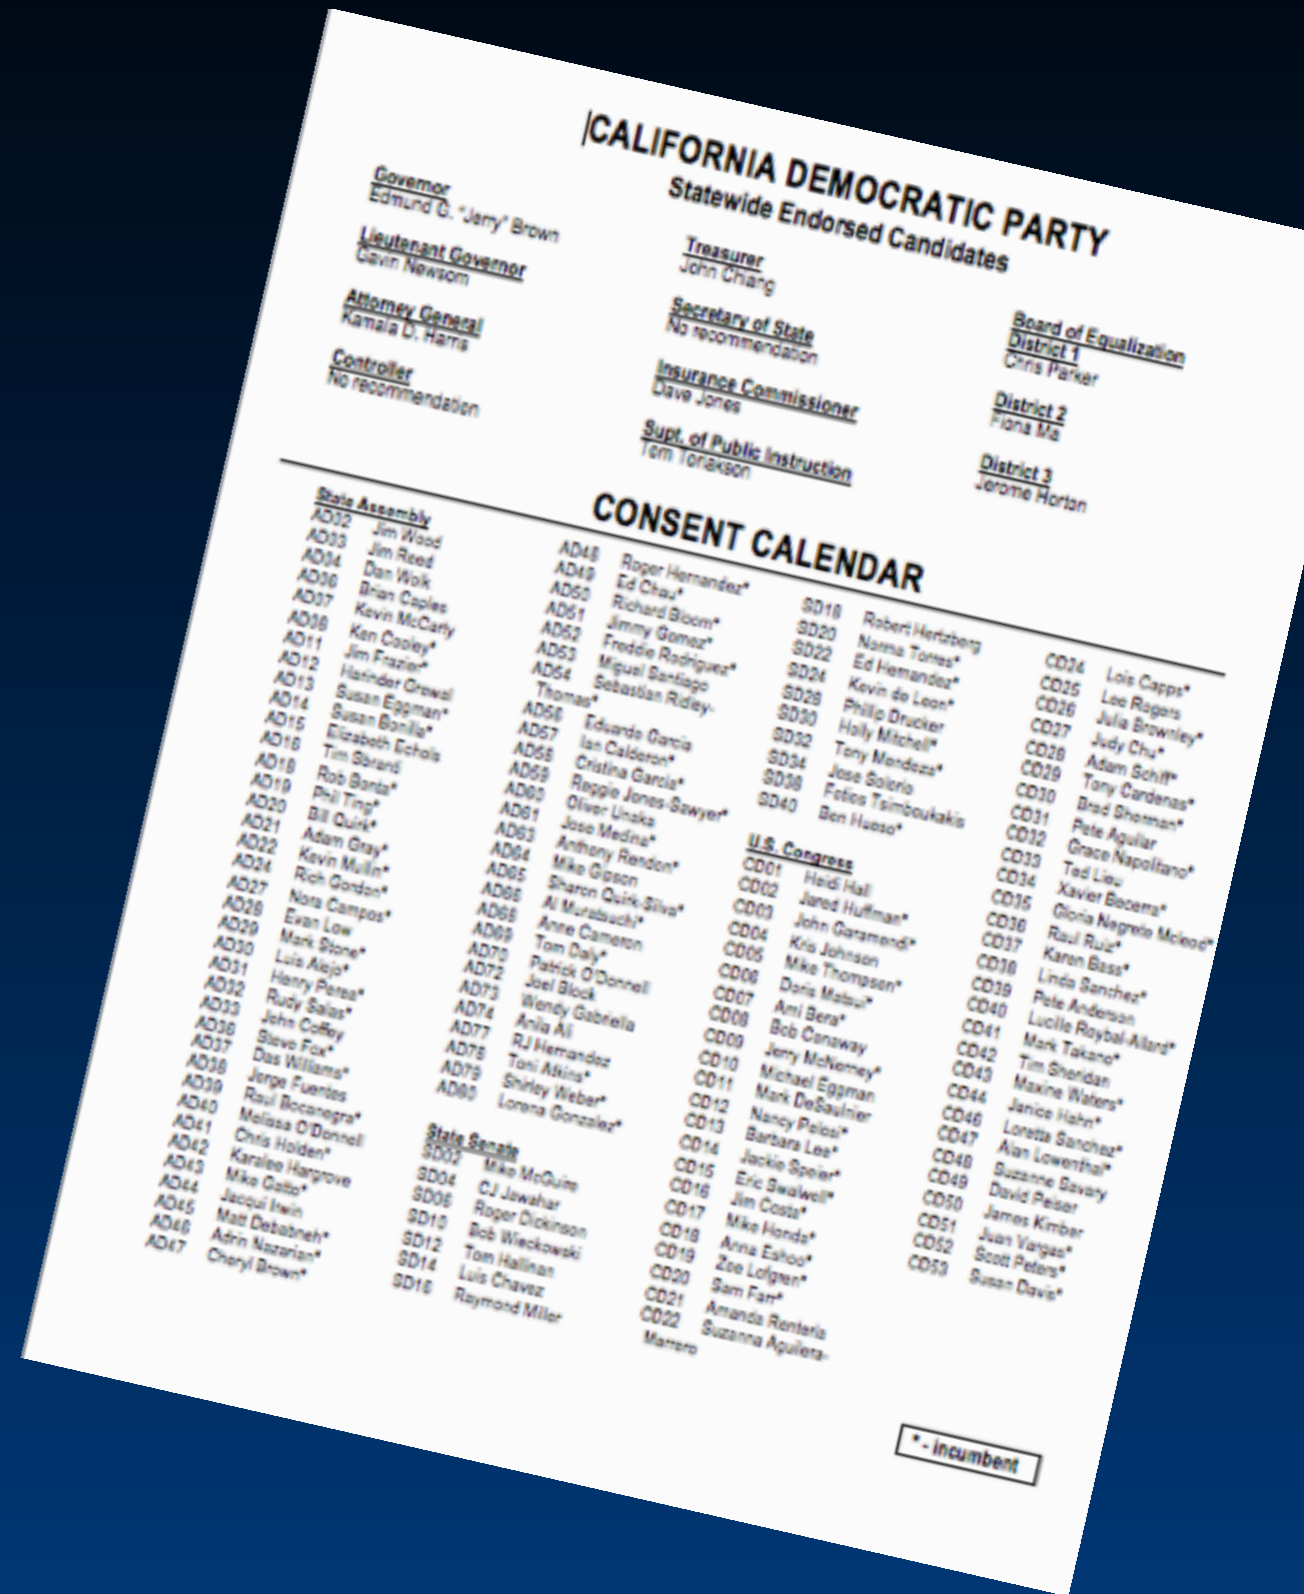 CALIFORNIA DEMOCRATIC PARTY
Statewide Endorsed Candidates
Governor
Edmund G. "Jerry" Brown
Lieutenant Governor
Gavin Newsom
Attorney General
Kamala D. Harris
Controller
No recommendation
Treasurer
John Chiang
Secretary of State
No recommendation
Insurance Commissioner
Dave Jones
Supt. of Public Instruction
Tom Torlakson
Board of Equalization
District 1
Chris Parker
District 2
Fiona Ma
District 3
Jerome Horton
CONSENT CALENDAR
State Assembly
AD02 Jim Wood
AD03 Jim Reed
AD04 Dan Wolk
AD06 Brian Caples
AD07 Kevin McCarty
AD08 Ken Cooley*
AD11 Jim Frazier*
AD12 Harinder Grewal
AD13 Susan Eggman*
AD14 Susan Bonilla*
AD15 Elizabeth Echols
AD16 Tim Sbranti
AD18 Rob Bonta*
AD19 Phil Ting*
AD20 Bill Quirk*
AD21 Adam Gray*
AD22 Kevin Mullin*
AD24 Rich Gordon*
AD27 Nora Campos*
AD28 Evan Low
AD29 Mark Stone*
AD30 Luis Alejo*
AD31 Henry Perea*
AD32 Rudy Salas*
AD33 John Coffey
AD36 Steve Fox*
AD37 Das Williams*
AD38 Jorge Fuentes
AD39 Raul Bocanegra*
AD40 Melissa O'Donnell
AD41 Chris Holden*
AD42 Karalee Hargrove
AD43 Mike Gatto*
AD44 Jacqui Irwin
AD45 Matt Debabneh*
AD46 Adrin Nazarian*
AD47 Cheryl Brown*
AD48 Roger Hernandez*
AD49 Ed Chau*
AD50 Richard Bloom*
AD51 Jimmy Gomez*
AD52 Freddie Rodriguez*
AD53 Miguel Santiago
AD54 Sebastian Ridley-
Thomas*
AD56 Eduardo Garcia
AD57 Ian Calderon*
AD58 Cristina Garcia*
AD59 Reggie Jones-Sawyer*
AD60 Oliver Unaka
AD61 Jose Medina*
AD63 Anthony Rendon*
AD64 Mike Gipson
AD65 Sharon Quirk-Silva*
AD66 Al Muratsuchi*
AD68 Anne Cameron
AD69 Tom Daly*
AD70 Patrick O'Donnell
AD72 Joel Block
AD73 Wendy Gabriella
AD74 Anila Ali
AD77 RJ Hernandez
AD78 Toni Atkins*
AD79 Shirley Weber*
AD80 Lorena Gonzalez*
State Senate
SD02 Mike McGuire
SD04 CJ Jawahar
SD06 Roger Dickinson
SD10 Bob Wieckowski
SD12 Tom Hallinan
SD14 Luis Chavez
SD16 Raymond Miller
SD18 Robert Hertzberg
SD20 Norma Torres*
SD22 Ed Hernandez*
SD24 Kevin de Leon*
SD28 Philip Drucker
SD30 Holly Mitchell*
SD32 Tony Mendoza*
SD34 Jose Solorio
SD38 Fotios Tsimboukakis
SD40 Ben Hueso*
U.S. Congress
CD01 Heidi Hall
CD02 Jared Huffman*
CD03 John Garamendi*
CD04 Kris Johnson
CD05 Mike Thompson*
CD06 Doris Matsui*
CD07 Ami Bera*
CD08 Bob Conaway
CD09 Jerry McNerney*
CD10 Michael Eggman
CD11 Mark DeSaulnier
CD12 Nancy Pelosi*
CD13 Barbara Lee*
CD14 Jackie Speier*
CD15 Eric Swalwell*
CD16 Jim Costa*
CD17 Mike Honda*
CD18 Anna Eshoo*
CD19 Zoe Lofgren*
CD20 Sam Farr*
CD21 Amanda Renteria
CD22 Suzanna Aguilera-
Marrero
CD24 Lois Capps*
CD25 Lee Rogers
CD26 Julia Brownley*
CD27 Judy Chu*
CD28 Adam Schiff*
CD29 Tony Cardenas*
CD30 Brad Sherman*
CD31 Pete Aguilar
CD32 Grace Napolitano*
CD33 Ted Lieu
CD34 Xavier Becerra*
CD35 Gloria Negrete Mcleod*
CD36 Raul Ruiz*
CD37 Karen Bass*
CD38 Linda Sanchez*
CD39 Pete Anderson
CD40 Lucille Roybal-Allard*
CD41 Mark Takano*
CD42 Tim Sheridan
CD43 Maxine Waters*
CD44 Janice Hahn*
CD46 Loretta Sanchez*
CD47 Alan Lowenthal*
CD48 Suzanne Savary
CD49 David Peiser
CD50 James Kimber
CD51 Juan Vargas*
CD52 Scott Peters*
CD53 Susan Davis*
* - incumbent